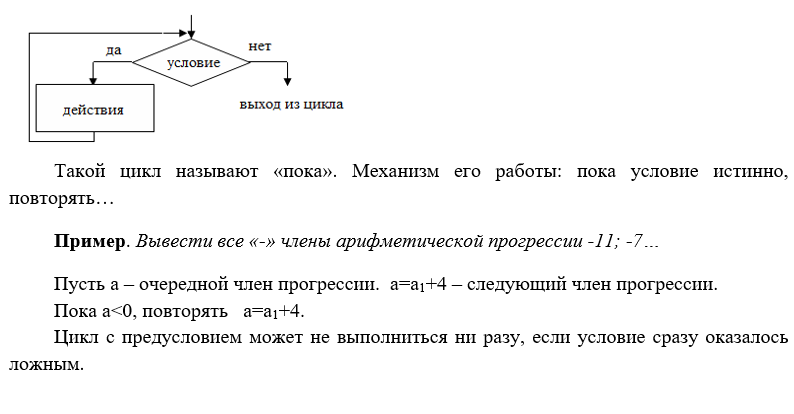 да
нет
условие
действия
выход из цикла
Такой цикл называют «пока». Механизм его работы: пока условие истинно,
повторять…
Пример. Вывести все «-» члены арифметической прогрессии -11; -7…
Пусть а – очередной член прогрессии. а=а₁+4 – следующий член прогрессии.
Пока а<0, повторять а=а₁+4.
Цикл с предусловием может не выполниться ни разу, если условие сразу оказалось
ложным.